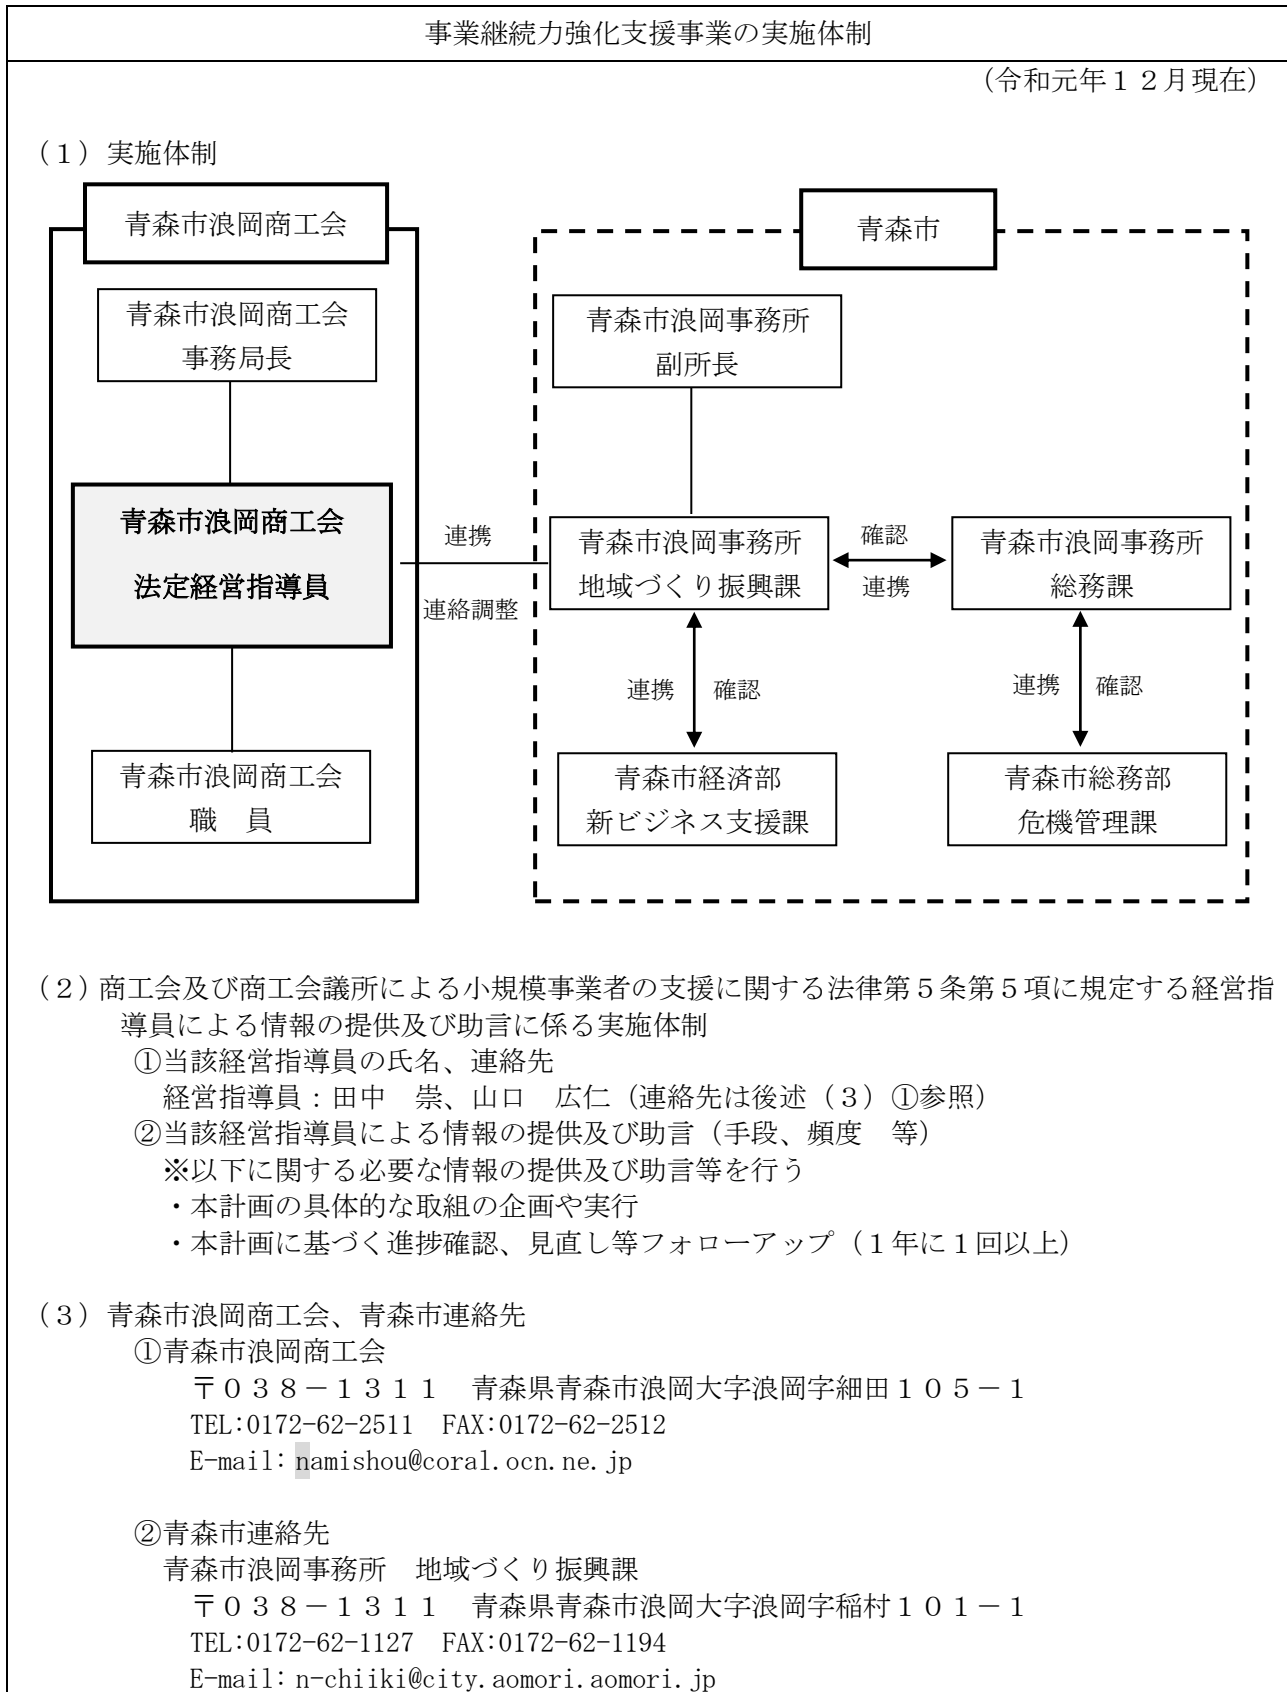 事業継続力強化支援事業の実施体制
(令和元年12月現在)
(1)実施体制
青森市浪岡商工会
青森市
青森市浪岡商工会
事務局長
青森市浪岡事務所
副所長
青森市浪岡商工会
法定経営指導員
連携
連絡調整
青森市浪岡事務所
地域づくり振興課
確認
連携
青森市浪岡事務所
総務課
連携 確認
連携 確認
青森市浪岡商工会
職 員
青森市経済部
新ビジネス支援課
青森市総務部
危機管理課
(2)商工会及び商工会議所による小規模事業者の支援に関する法律第5条第5項に規定する経営指
導員による情報の提供及び助言に係る実施体制
①当該経営指導員の氏名、連絡先
経営指導員:田中 崇、山口 広仁(連絡先は後述(3)①参照)
②当該経営指導員による情報の提供及び助言(手段、頻度 等)
※以下に関する必要な情報の提供及び助言等を行う
・本計画の具体的な取組の企画や実行
・本計画に基づく進捗確認、見直し等フォローアップ(1年に1回以上)
(3)青森市浪岡商工会、青森市連絡先
①青森市浪岡商工会
〒038-1311 青森県青森市浪岡大字浪岡字細田105-1
TEL:0172-62-2511 FAX:0172-62-2512
E-mail:namishou@coral.ocn.ne.jp
②青森市連絡先
青森市浪岡事務所 地域づくり振興課
〒038-1311 青森県青森市浪岡大字浪岡字稲村101-1
TEL:0172-62-1127 FAX:0172-62-1194
E-mail:n-chiiki@city.aomori.aomori.jp